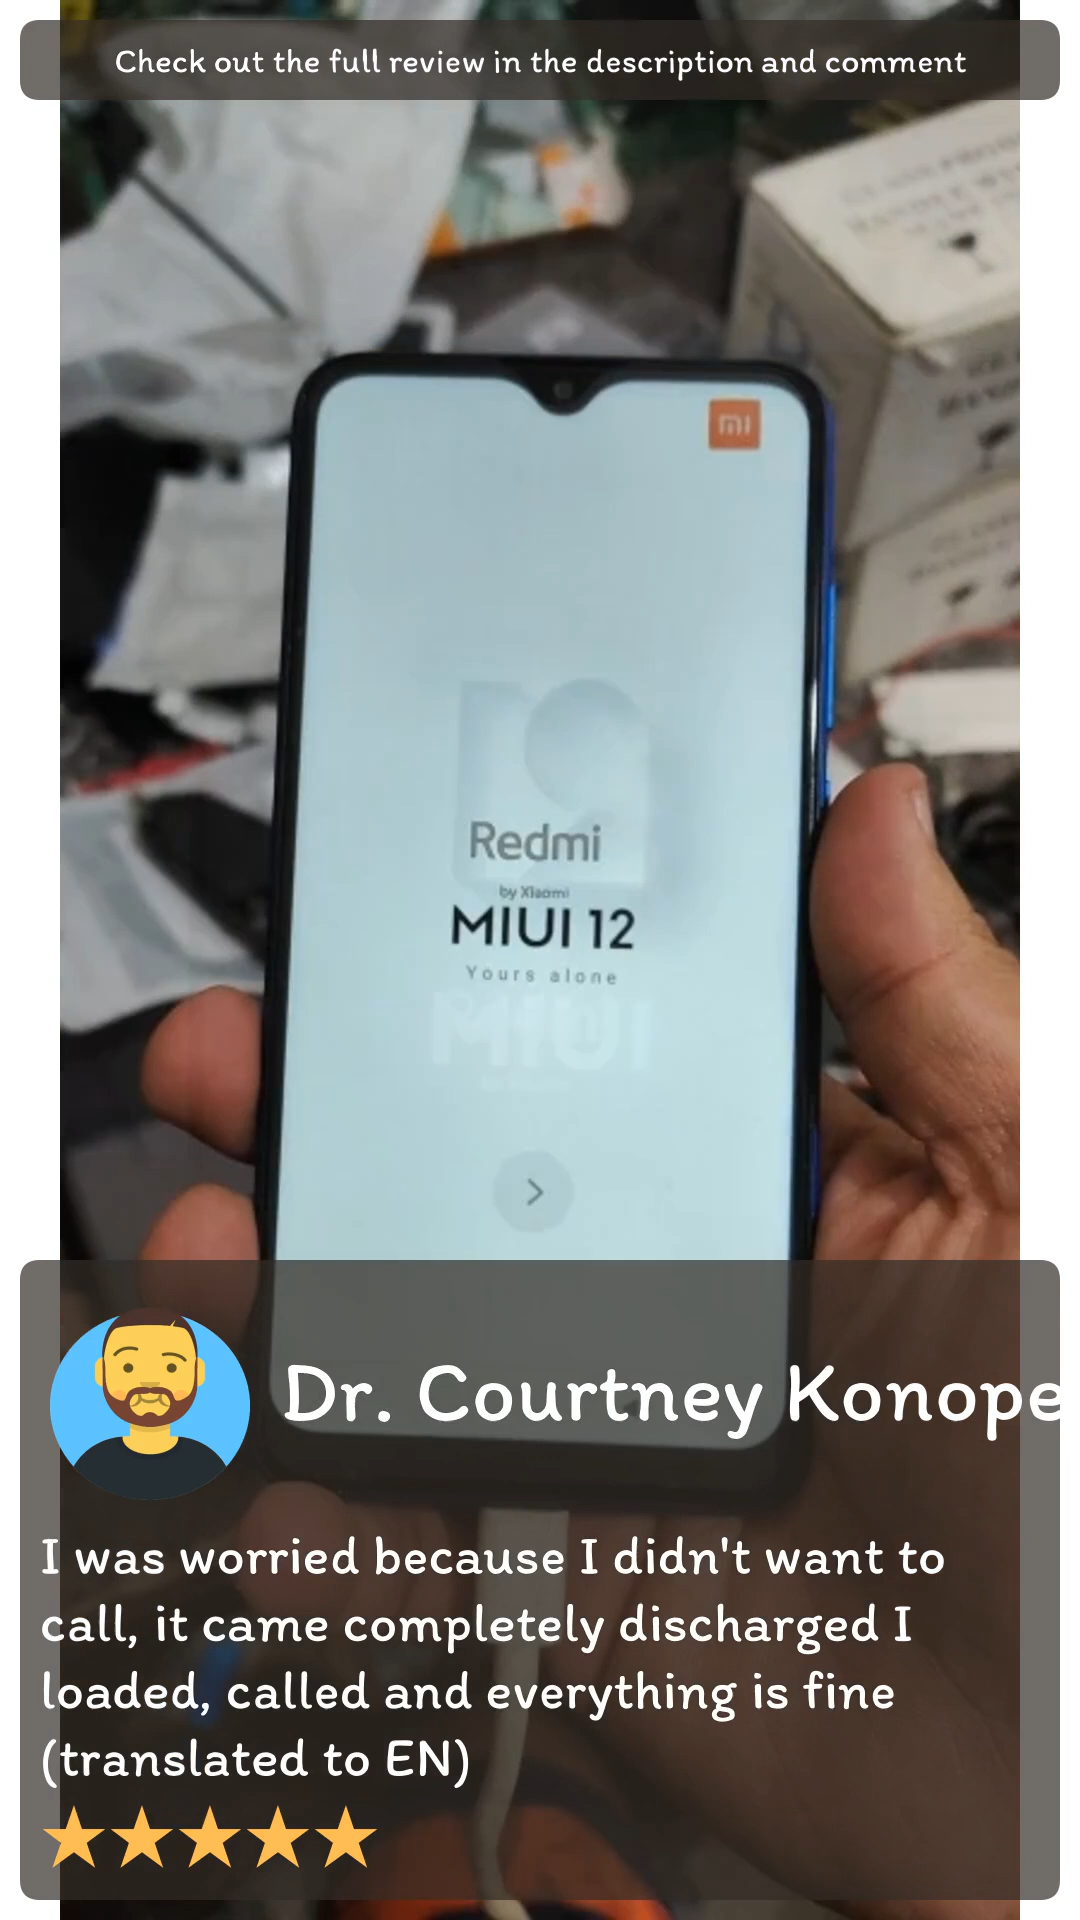 Check out the full review in the description and comment
mi
Redmi
by Xiaomi
MIUI 12
Yours alone
MIUI
Dr. Courtney Konope
I was worried because I didn't want to
call, it came completely discharged I
loaded, called and everything is fine
(translated to EN)